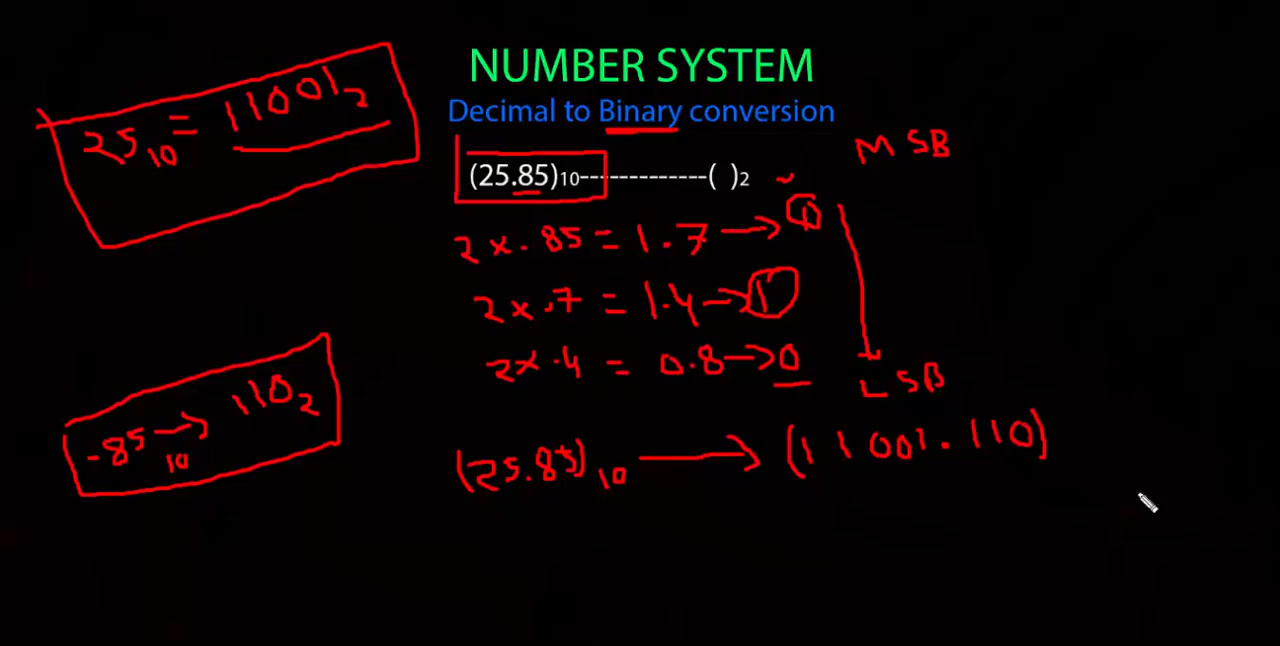 NUMBER SYSTEM
Decimal to Binary conversion
25₁₀ = 11001₂
(25.85)10-------------( )2
MSB
2 x .85 = 1.7 → 1
2 x .7 = 1.4 → 1
2x .4 = 0.8 → 0
LSB
.85₁₀ → 110₂
(25.85)₁₀ → (11001.110)